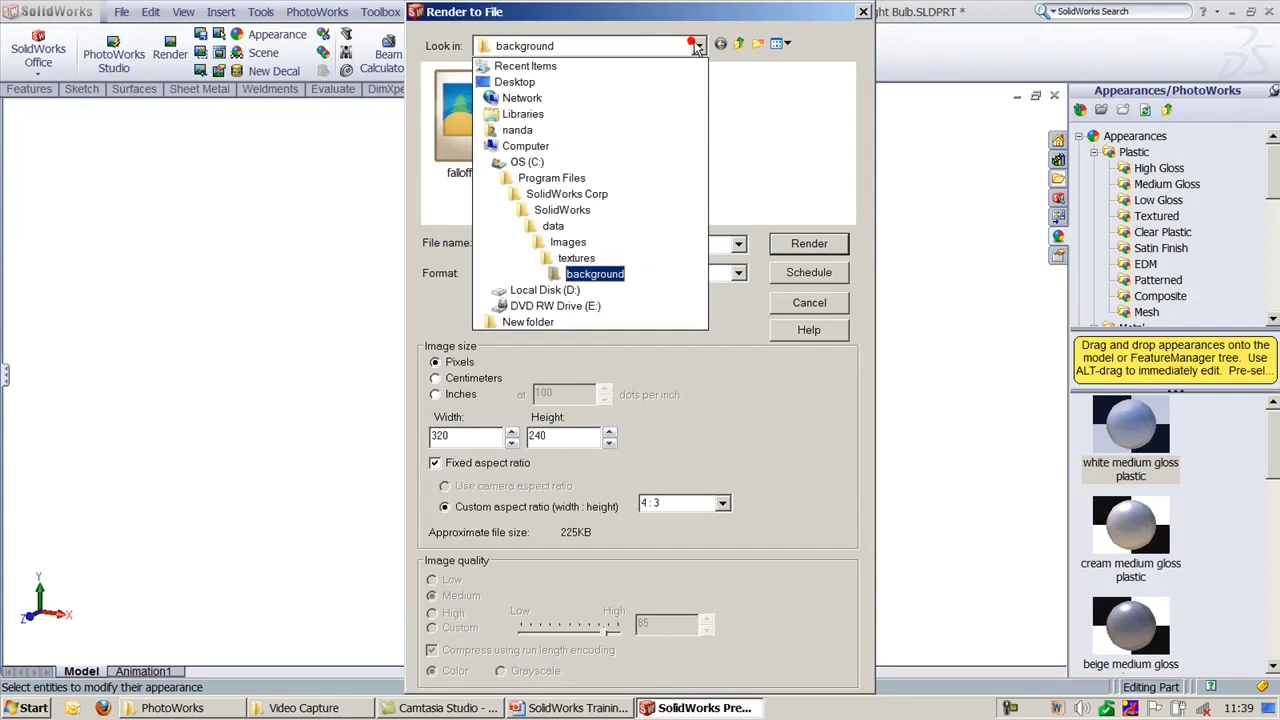 SolidWorks
File
Edit
View
Insert
Tools
PhotoWorks
Toolbox
Render to File
ght Bulb.SLDPRT *
SolidWorks Search
SolidWorks
Office
PhotoWorks
Studio
Render
Appearance
Scene
New Decal
Beam
Calculato
Look in:
background
Features
Sketch
Surfaces
Sheet Metal
Weldments
Evaluate
DimXp
Recent Items
Desktop
Network
Libraries
nanda
Computer
OS (C:)
Program Files
SolidWorks Corp
SolidWorks
data
Images
textures
background
Local Disk (D:)
DVD RW Drive (E:)
New folder
falloff
File name:
Format:
Render
Schedule
Cancel
Help
Image size
Pixels
Centimeters
Inches
at
100
dots per inch
Width:
Height:
320
240
Fixed aspect ratio
Use camera aspect ratio
Custom aspect ratio (width : height)
4 : 3
Approximate file size:
225KB
Image quality
Low
Medium
High
Custom
Low
High
85
Compress using run length encoding
Color
Grayscale
Appearances/PhotoWorks
Appearances
Plastic
High Gloss
Medium Gloss
Low Gloss
Textured
Clear Plastic
Satin Finish
EDM
Patterned
Composite
Mesh
Drag and drop appearances onto the
model or FeatureManager tree. Use
ALT-drag to immediately edit. Pre-sel...
white medium gloss
plastic
cream medium gloss
plastic
beige medium gloss
Y
X
Z
Model
Animation1
Select entities to modify their appearance
Editing Part
Start
PhotoWorks
Video Capture
Camtasia Studio - ...
SolidWorks Trainin...
SolidWorks Pre...
11:39